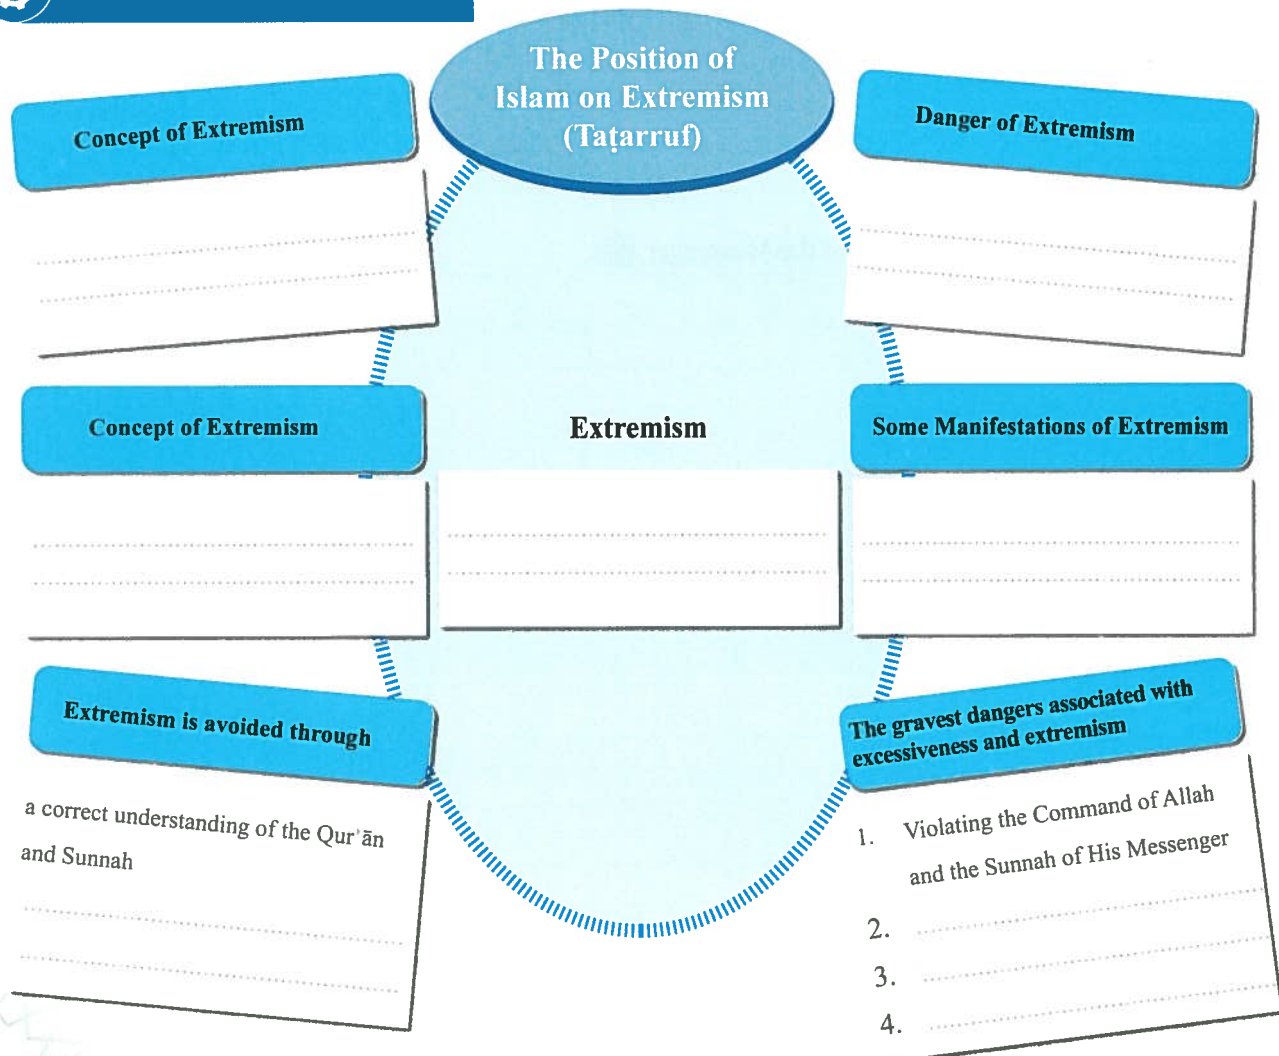 The Position of
Islam on Extremism
(Taṭarruf)
Concept of Extremism
Danger of Extremism
Concept of Extremism
Extremism
Some Manifestations of Extremism
Extremism is avoided through
a correct understanding of the Qur'ān
and Sunnah
The gravest dangers associated with
excessiveness and extremism
1. Violating the Command of Allah
and the Sunnah of His Messenger
2.
3.
4.